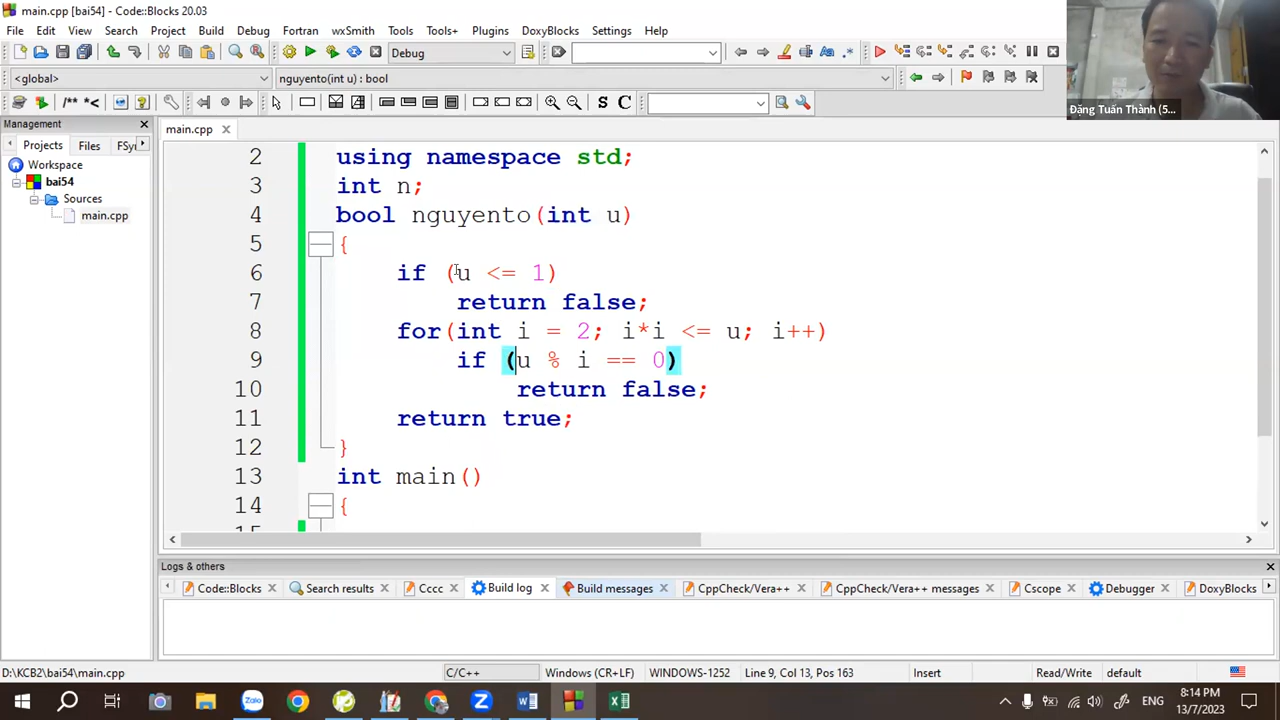 main.cpp [bai54] - Code::Blocks 20.03
File Edit View Search Project Build Debug Fortran wxSmith Tools Tools+ Plugins DoxyBlocks Settings Help
Debug
<global> nguyento(int u) : bool
/** *< S C
Management
Projects Files FSy
Workspace
bai54
Sources
main.cpp
main.cpp
2 using namespace std;
3 int n;
4 bool nguyento(int u)
5 {
6 if (u <= 1)
7 return false;
8 for(int i = 2; i*i <= u; i++)
9 if (u % i == 0)
10 return false;
11 return true;
12 }
13 int main()
14 {
15
Đặng Tuấn Thành (5...
Logs & others
Code::Blocks Search results Cccc Build log Build messages CppCheck/Vera++ CppCheck/Vera++ messages Cscope Debugger DoxyBlocks
D:\KCB2\bai54\main.cpp C/C++ Windows (CR+LF) WINDOWS-1252 Line 9, Col 13, Pos 163 Insert Read/Write default
Zalo ENG 8:14 PM
13/7/2023